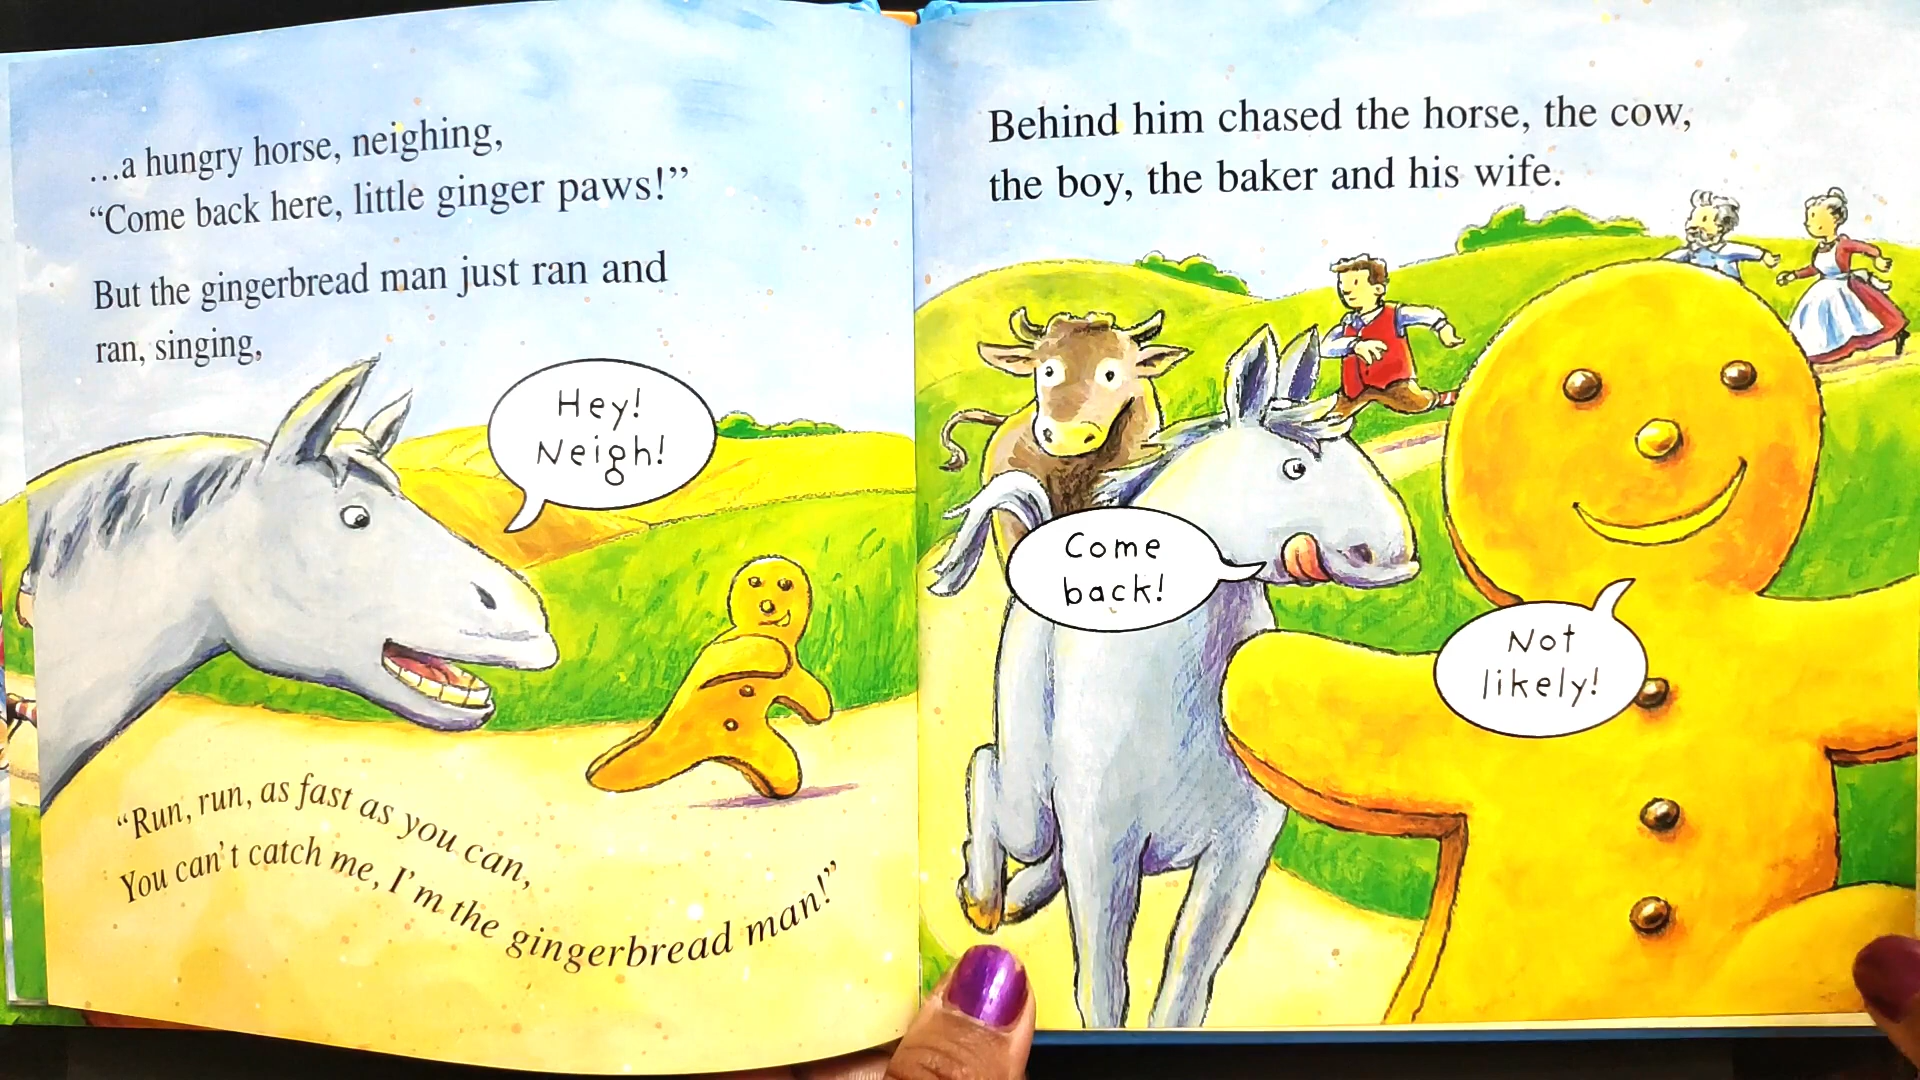 …a hungry horse, neighing,
“Come back here, little ginger paws!”
But the gingerbread man just ran and
ran, singing,
Hey!
Neigh!
“Run, run, as fast as you can,
You can’t catch me, I’m the gingerbread man!”
Behind him chased the horse, the cow,
the boy, the baker and his wife.
Come
back!
Not
likely!